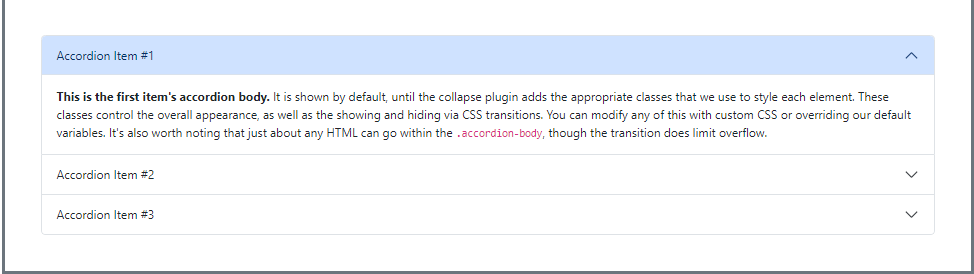 Accordion Item #1
This is the first item's accordion body. It is shown by default, until the collapse plugin adds the appropriate classes that we use to style each element. These
classes control the overall appearance, as well as the showing and hiding via CSS transitions. You can modify any of this with custom CSS or overriding our default
variables. It's also worth noting that just about any HTML can go within the .accordion-body, though the transition does limit overflow.
Accordion Item #2
Accordion Item #3